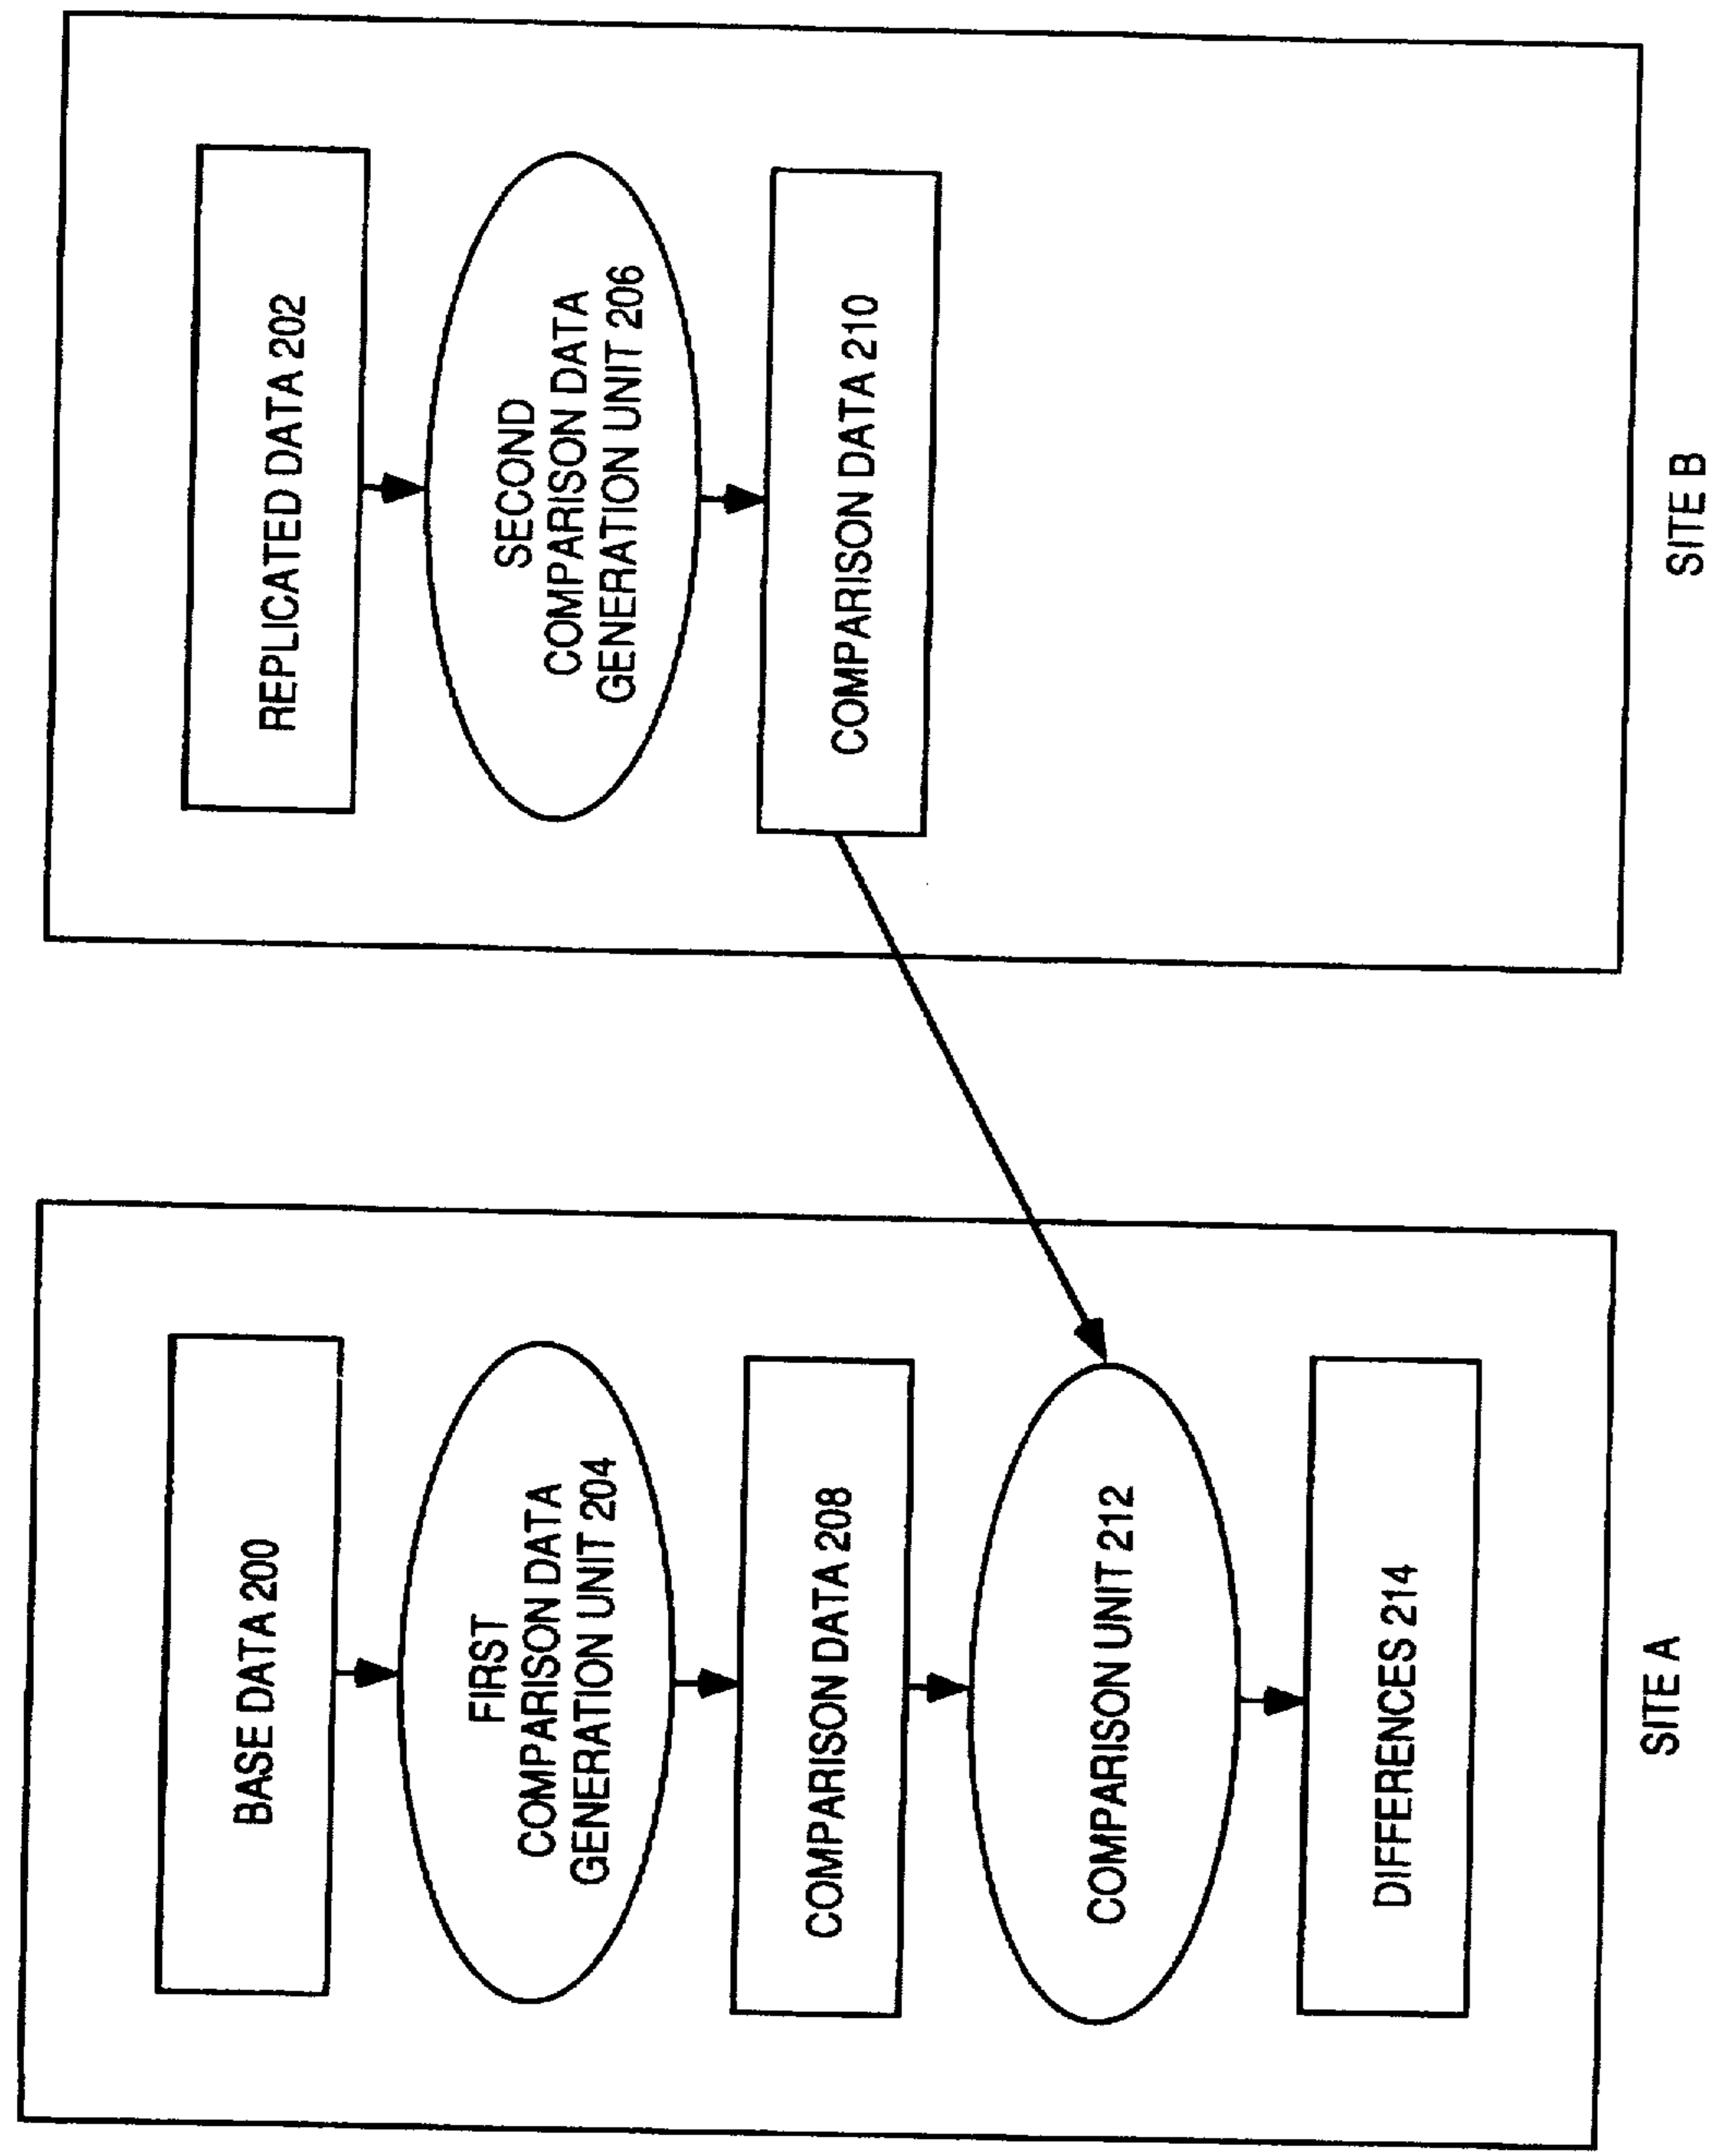 BASE DATA 200
FIRST
COMPARISON DATA
GENERATION UNIT 204
COMPARISON DATA 208
COMPARISON UNIT 212
DIFFERENCES 214
SITE A
REPLICATED DATA 202
SECOND
COMPARISON DATA
GENERATION UNIT 206
COMPARISON DATA 210
SITE B